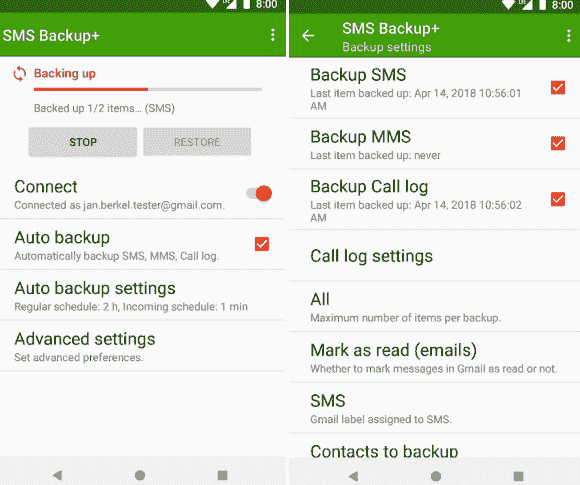 8:00
SMS Backup+
Backing up
Backed up 1/2 items... (SMS)
STOP
RESTORE
Connect
Connected as jan.berkel.tester@gmail.com.
Auto backup
Automatically backup SMS, MMS, Call log.
Auto backup settings
Regular schedule: 2 h, Incoming schedule: 1 min
Advanced settings
Set advanced preferences.
8:00
SMS Backup+
Backup settings
Backup SMS
Last item backed up: Apr 14, 2018 10:56:01
AM
Backup MMS
Last item backed up: never
Backup Call log
Last item backed up: Apr 14, 2018 10:56:02
AM
Call log settings
All
Maximum number of items per backup.
Mark as read (emails)
Whether to mark messages in Gmail as read or not.
SMS
Gmail label assigned to SMS.
Contacts to backup